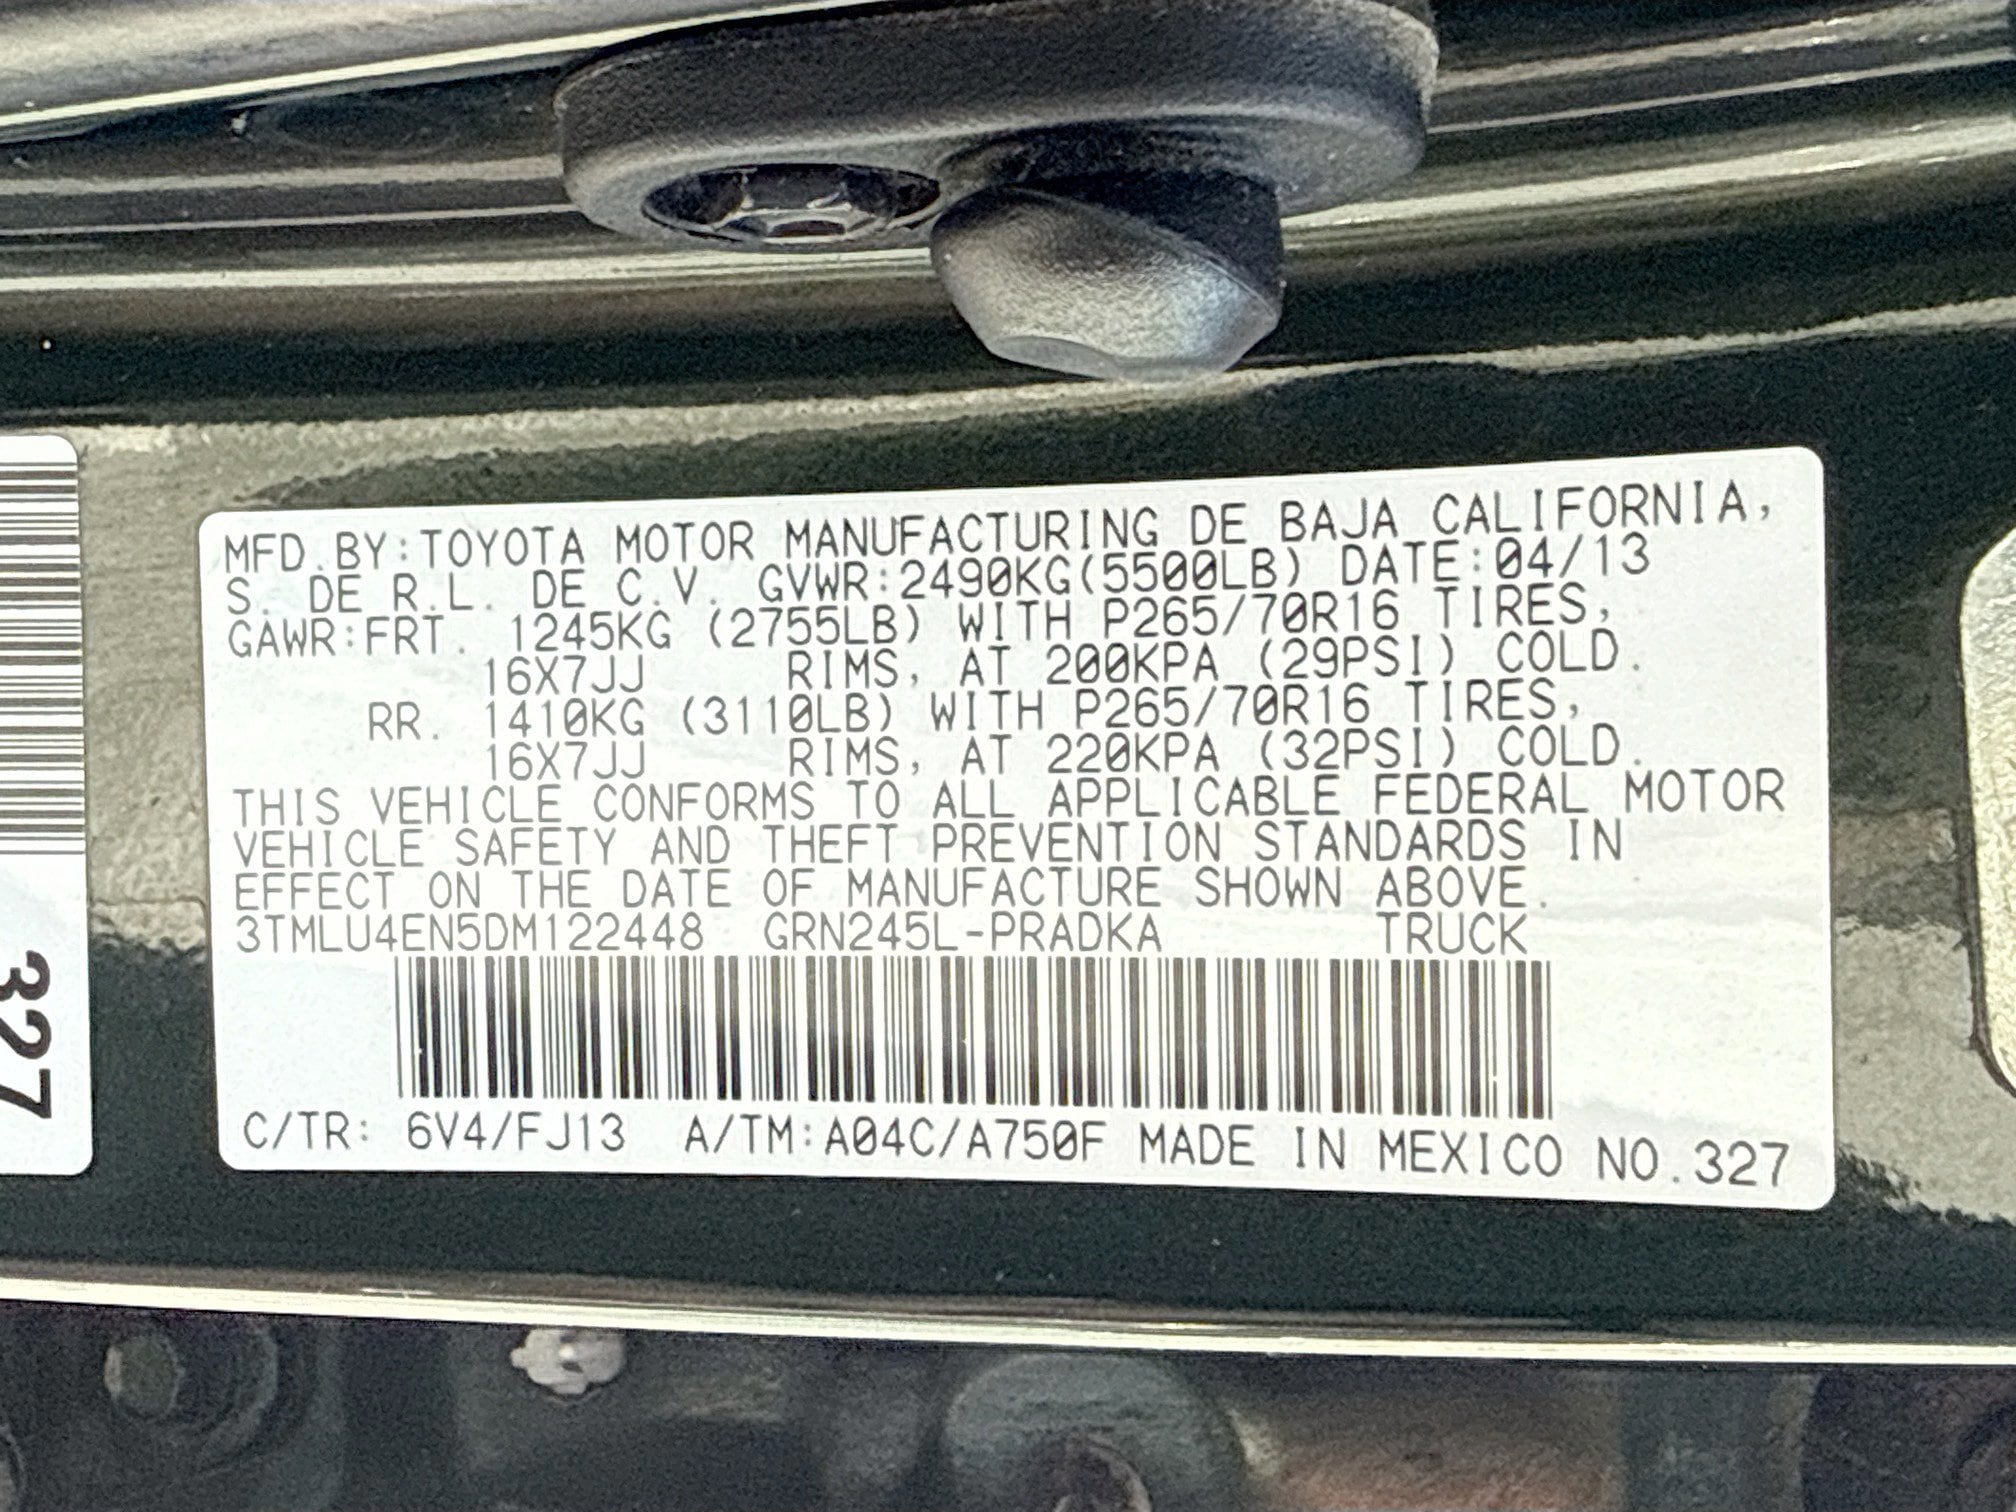 MFD.BY:TOYOTA MOTOR MANUFACTURING DE BAJA CALIFORNIA,
S. DE R.L. DE C.V. GVWR:2490KG(5500LB) DATE:04/13
GAWR:FRT. 1245KG (2755LB) WITH P265/70R16 TIRES,
16X7JJ RIMS, AT 200KPA (29PSI) COLD.
RR. 1410KG (3110LB) WITH P265/70R16 TIRES,
16X7JJ RIMS, AT 220KPA (32PSI) COLD.
THIS VEHICLE CONFORMS TO ALL APPLICABLE FEDERAL MOTOR
VEHICLE SAFETY AND THEFT PREVENTION STANDARDS IN
EFFECT ON THE DATE OF MANUFACTURE SHOWN ABOVE.
3TMLU4EN5DM122448 GRN245L-PRADKA TRUCK
C/TR: 6V4/FJ13 A/TM:A04C/A750F MADE IN MEXICO NO.327
327